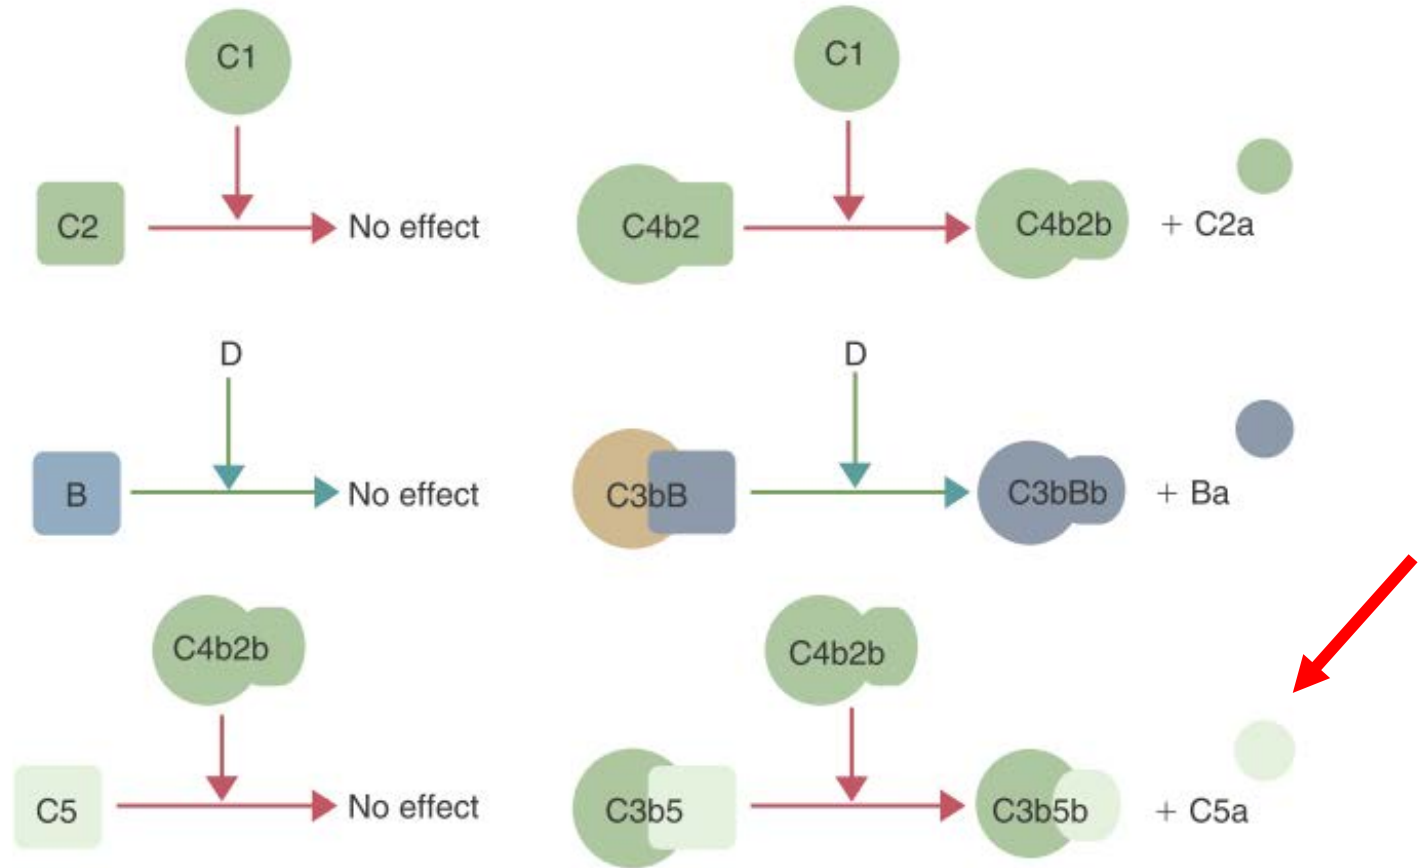 C1
C2
No effect
C1
C4b2
C4b2b
+ C2a
D
B
No effect
D
C3bB
C3bBb
+ Ba
C4b2b
C5
No effect
C4b2b
C3b5
C3b5b
+ C5a